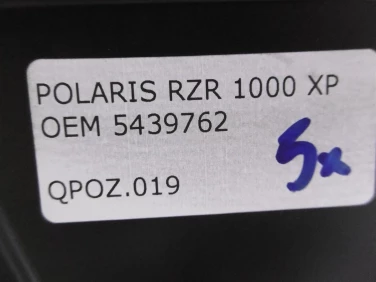 POLARIS RZR 1000 XP
OEM 5439762
5x
QPOZ.019